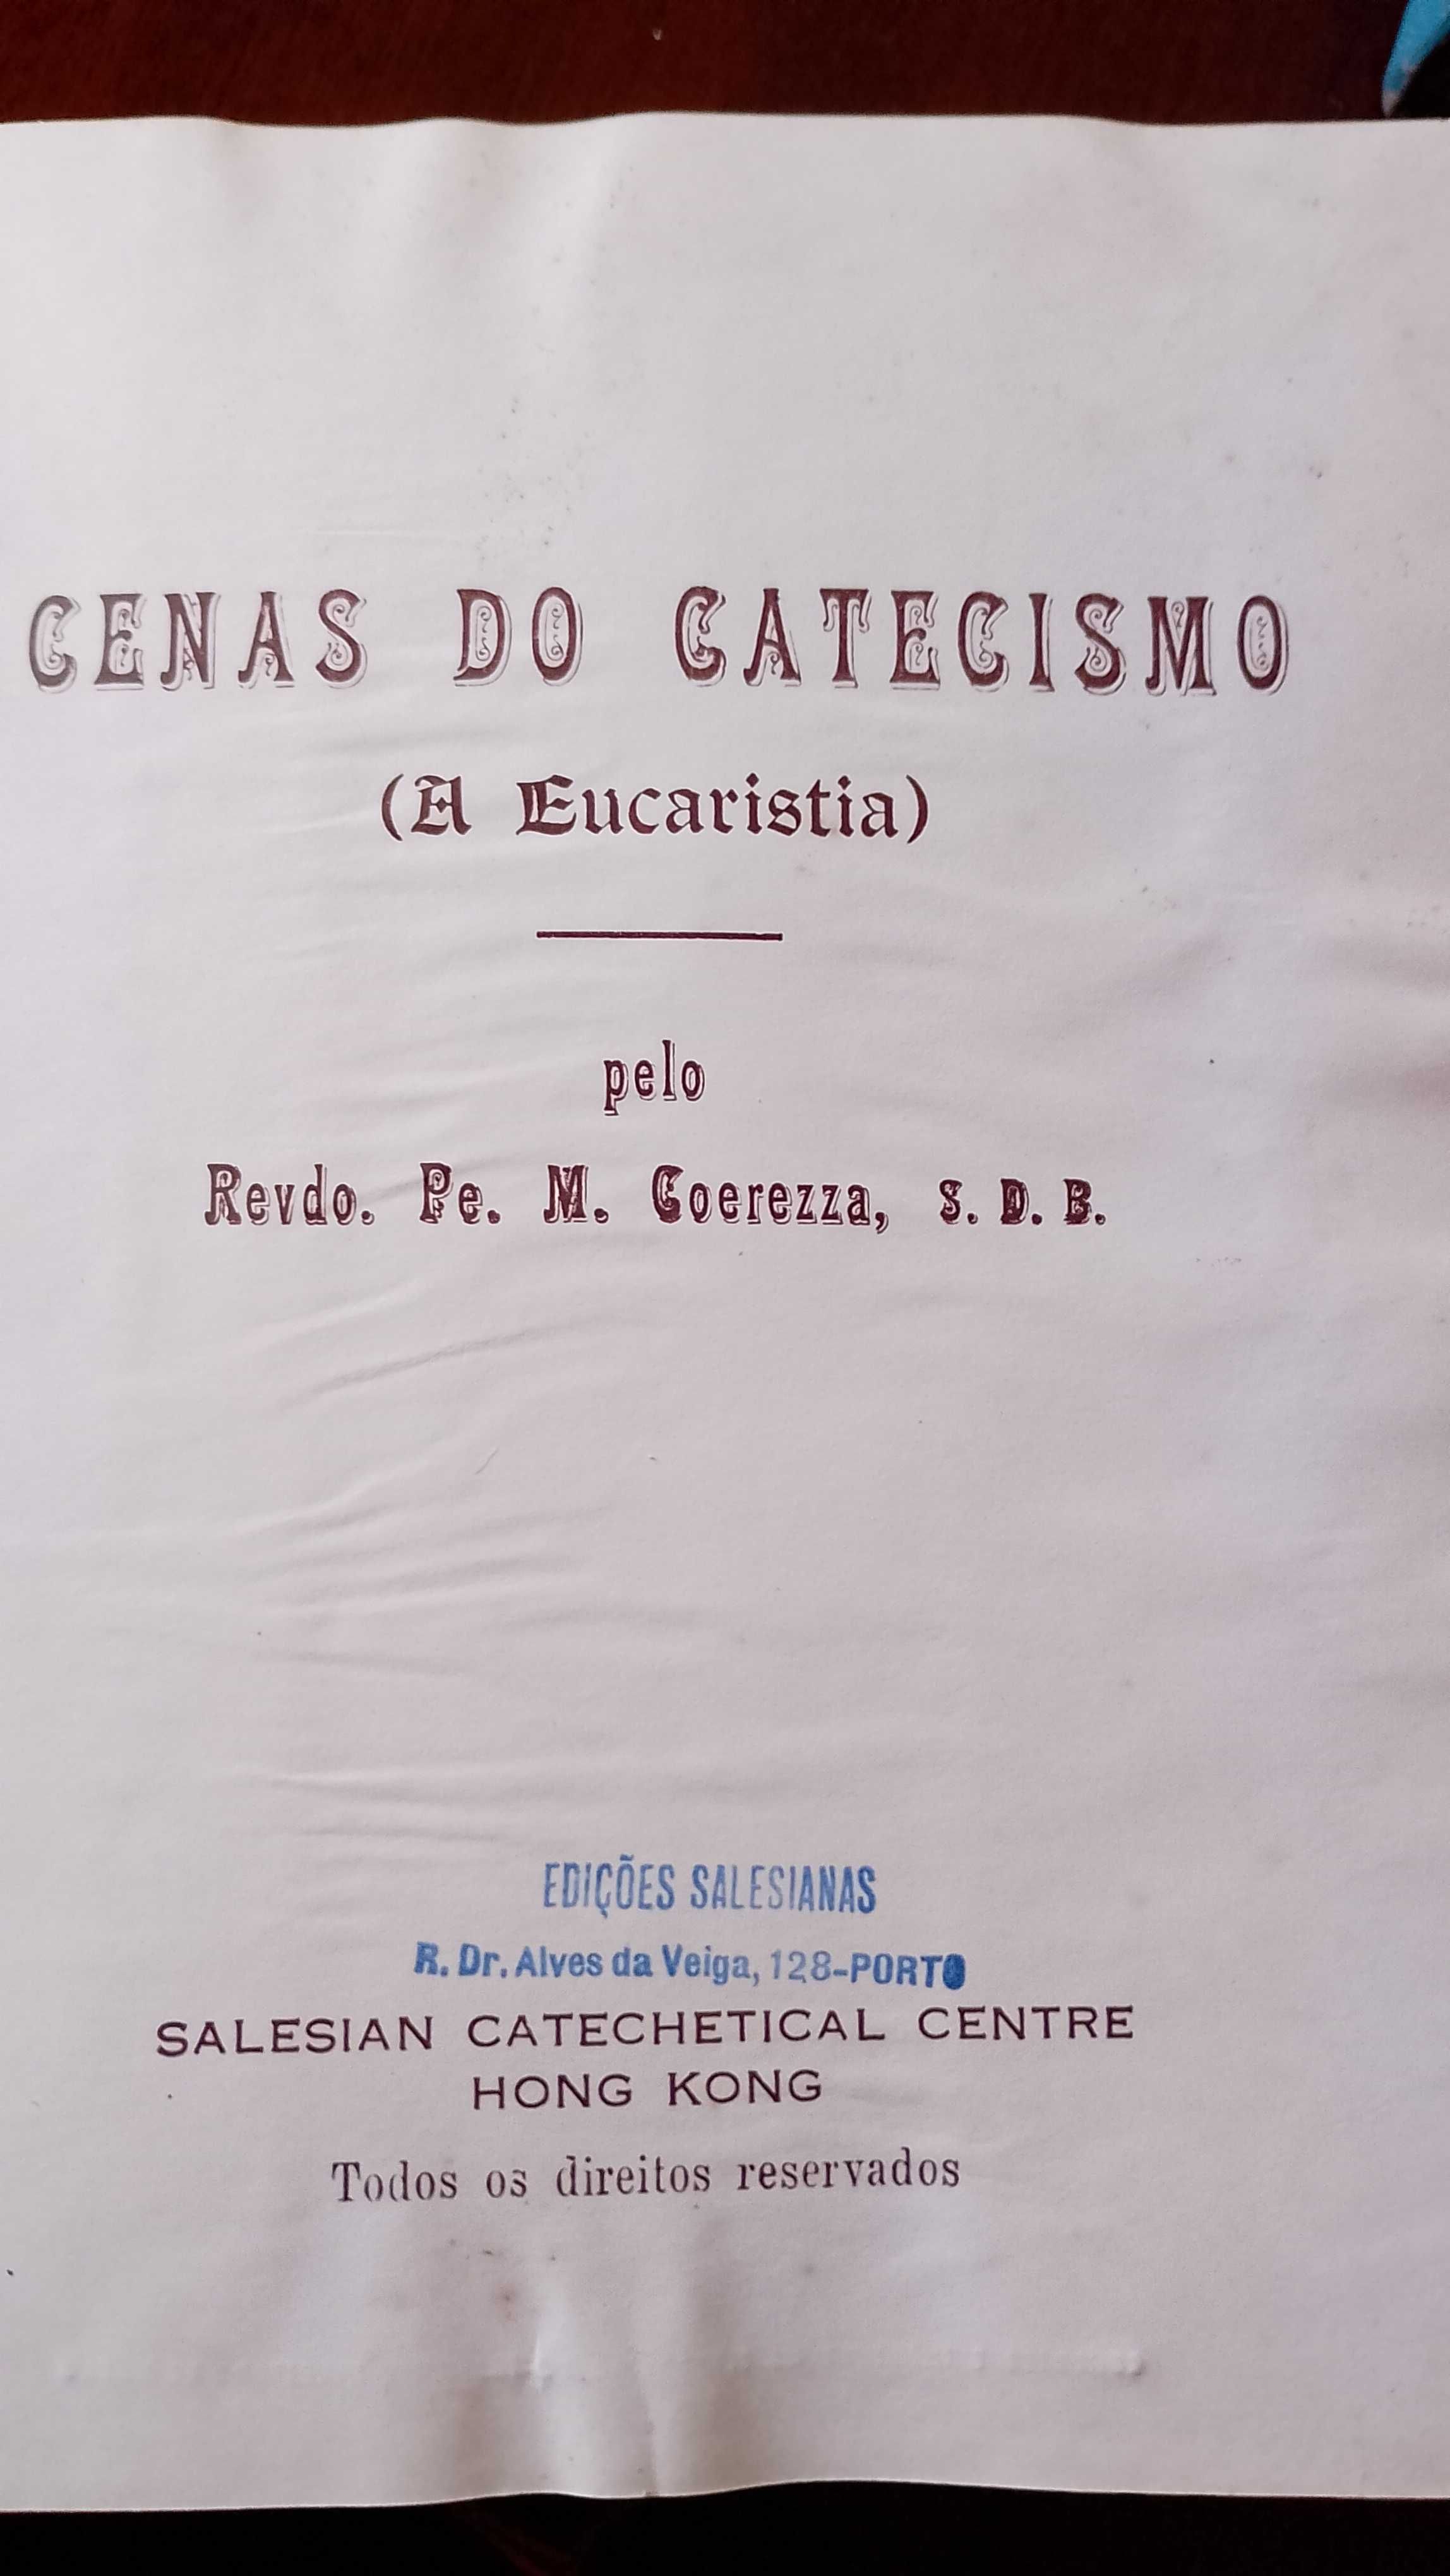 CENAS DO CATECISMO
(A Eucaristia)
pelo
Revdo. Pe. M. Coerezza, S. D. B.
EDIÇÕES SALESIANAS
R. Dr. Alves da Veiga, 128-PORTO
SALESIAN CATECHETICAL CENTRE
HONG KONG
Todos os direitos reservados